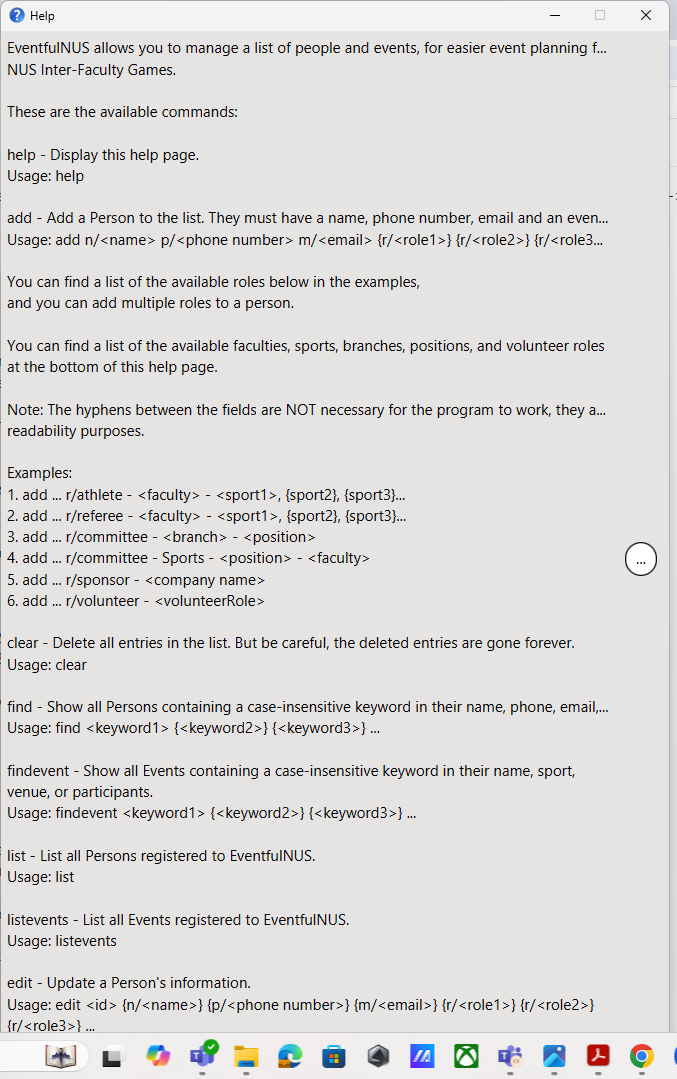 Help
EventfulNUS allows you to manage a list of people and events, for easier event planning f...
NUS Inter-Faculty Games.
These are the available commands:
help - Display this help page.
Usage: help
add - Add a Person to the list. They must have a name, phone number, email and an even...
Usage: add n/<name> p/<phone number> m/<email> {r/<role1>} {r/<role2>} {r/<role3...
You can find a list of the available roles below in the examples,
and you can add multiple roles to a person.
You can find a list of the available faculties, sports, branches, positions, and volunteer roles
at the bottom of this help page.
Note: The hyphens between the fields are NOT necessary for the program to work, they a...
readability purposes.
Examples:
1. add ... r/athlete - <faculty> - <sport1>, {sport2}, {sport3}...
2. add ... r/referee - <faculty> - <sport1>, {sport2}, {sport3}...
3. add ... r/committee - <branch> - <position>
4. add ... r/committee - Sports - <position> - <faculty>
5. add ... r/sponsor - <company name>
6. add ... r/volunteer - <volunteerRole>
...
clear - Delete all entries in the list. But be careful, the deleted entries are gone forever.
Usage: clear
find - Show all Persons containing a case-insensitive keyword in their name, phone, email,...
Usage: find <keyword1> {<keyword2>} {<keyword3>} ...
findevent - Show all Events containing a case-insensitive keyword in their name, sport,
venue, or participants.
Usage: findevent <keyword1> {<keyword2>} {<keyword3>} ...
list - List all Persons registered to EventfulNUS.
Usage: list
listevents - List all Events registered to EventfulNUS.
Usage: listevents
edit - Update a Person's information.
Usage: edit <id> {n/<name>} {p/<phone number>} {m/<email>} {r/<role1>} {r/<role2>}
{r/<role3>} ...